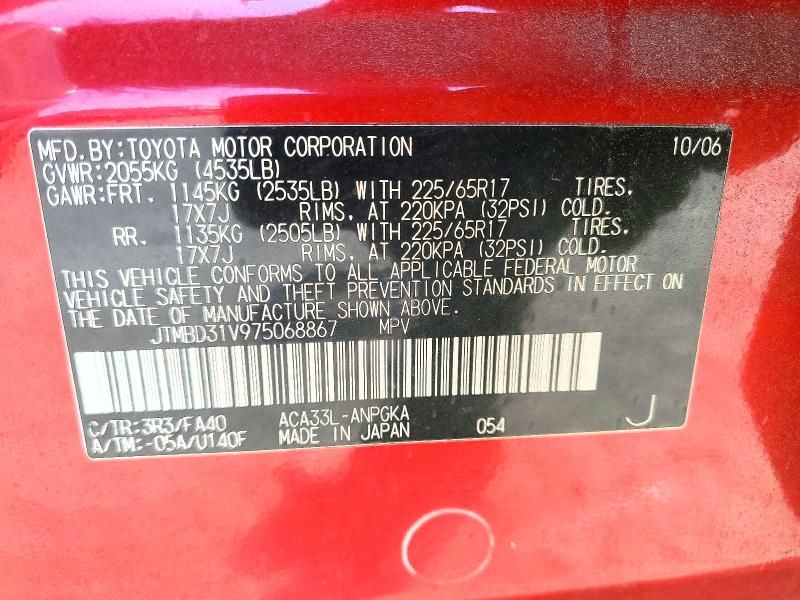 MFD.BY:TOYOTA MOTOR CORPORATION 10/06
GVWR:2055KG (4535LB)
GAWR:FRT. 1145KG (2535LB) WITH 225/65R17 TIRES.
17X7J RIMS. AT 220KPA (32PSI) COLD.
RR. 1135KG (2505LB) WITH 225/65R17 TIRES.
17X7J RIMS. AT 220KPA (32PSI) COLD.
THIS VEHICLE CONFORMS TO ALL APPLICABLE FEDERAL MOTOR
VEHICLE SAFETY AND THEFT PREVENTION STANDARDS IN EFFECT ON
THE DATE OF MANUFACTURE SHOWN ABOVE.
JTMBD31V975068867 MPV
C/TR:3R3/FA40 ACA33L-ANPGKA
A/TM:-05A/U140F MADE IN JAPAN 054 J